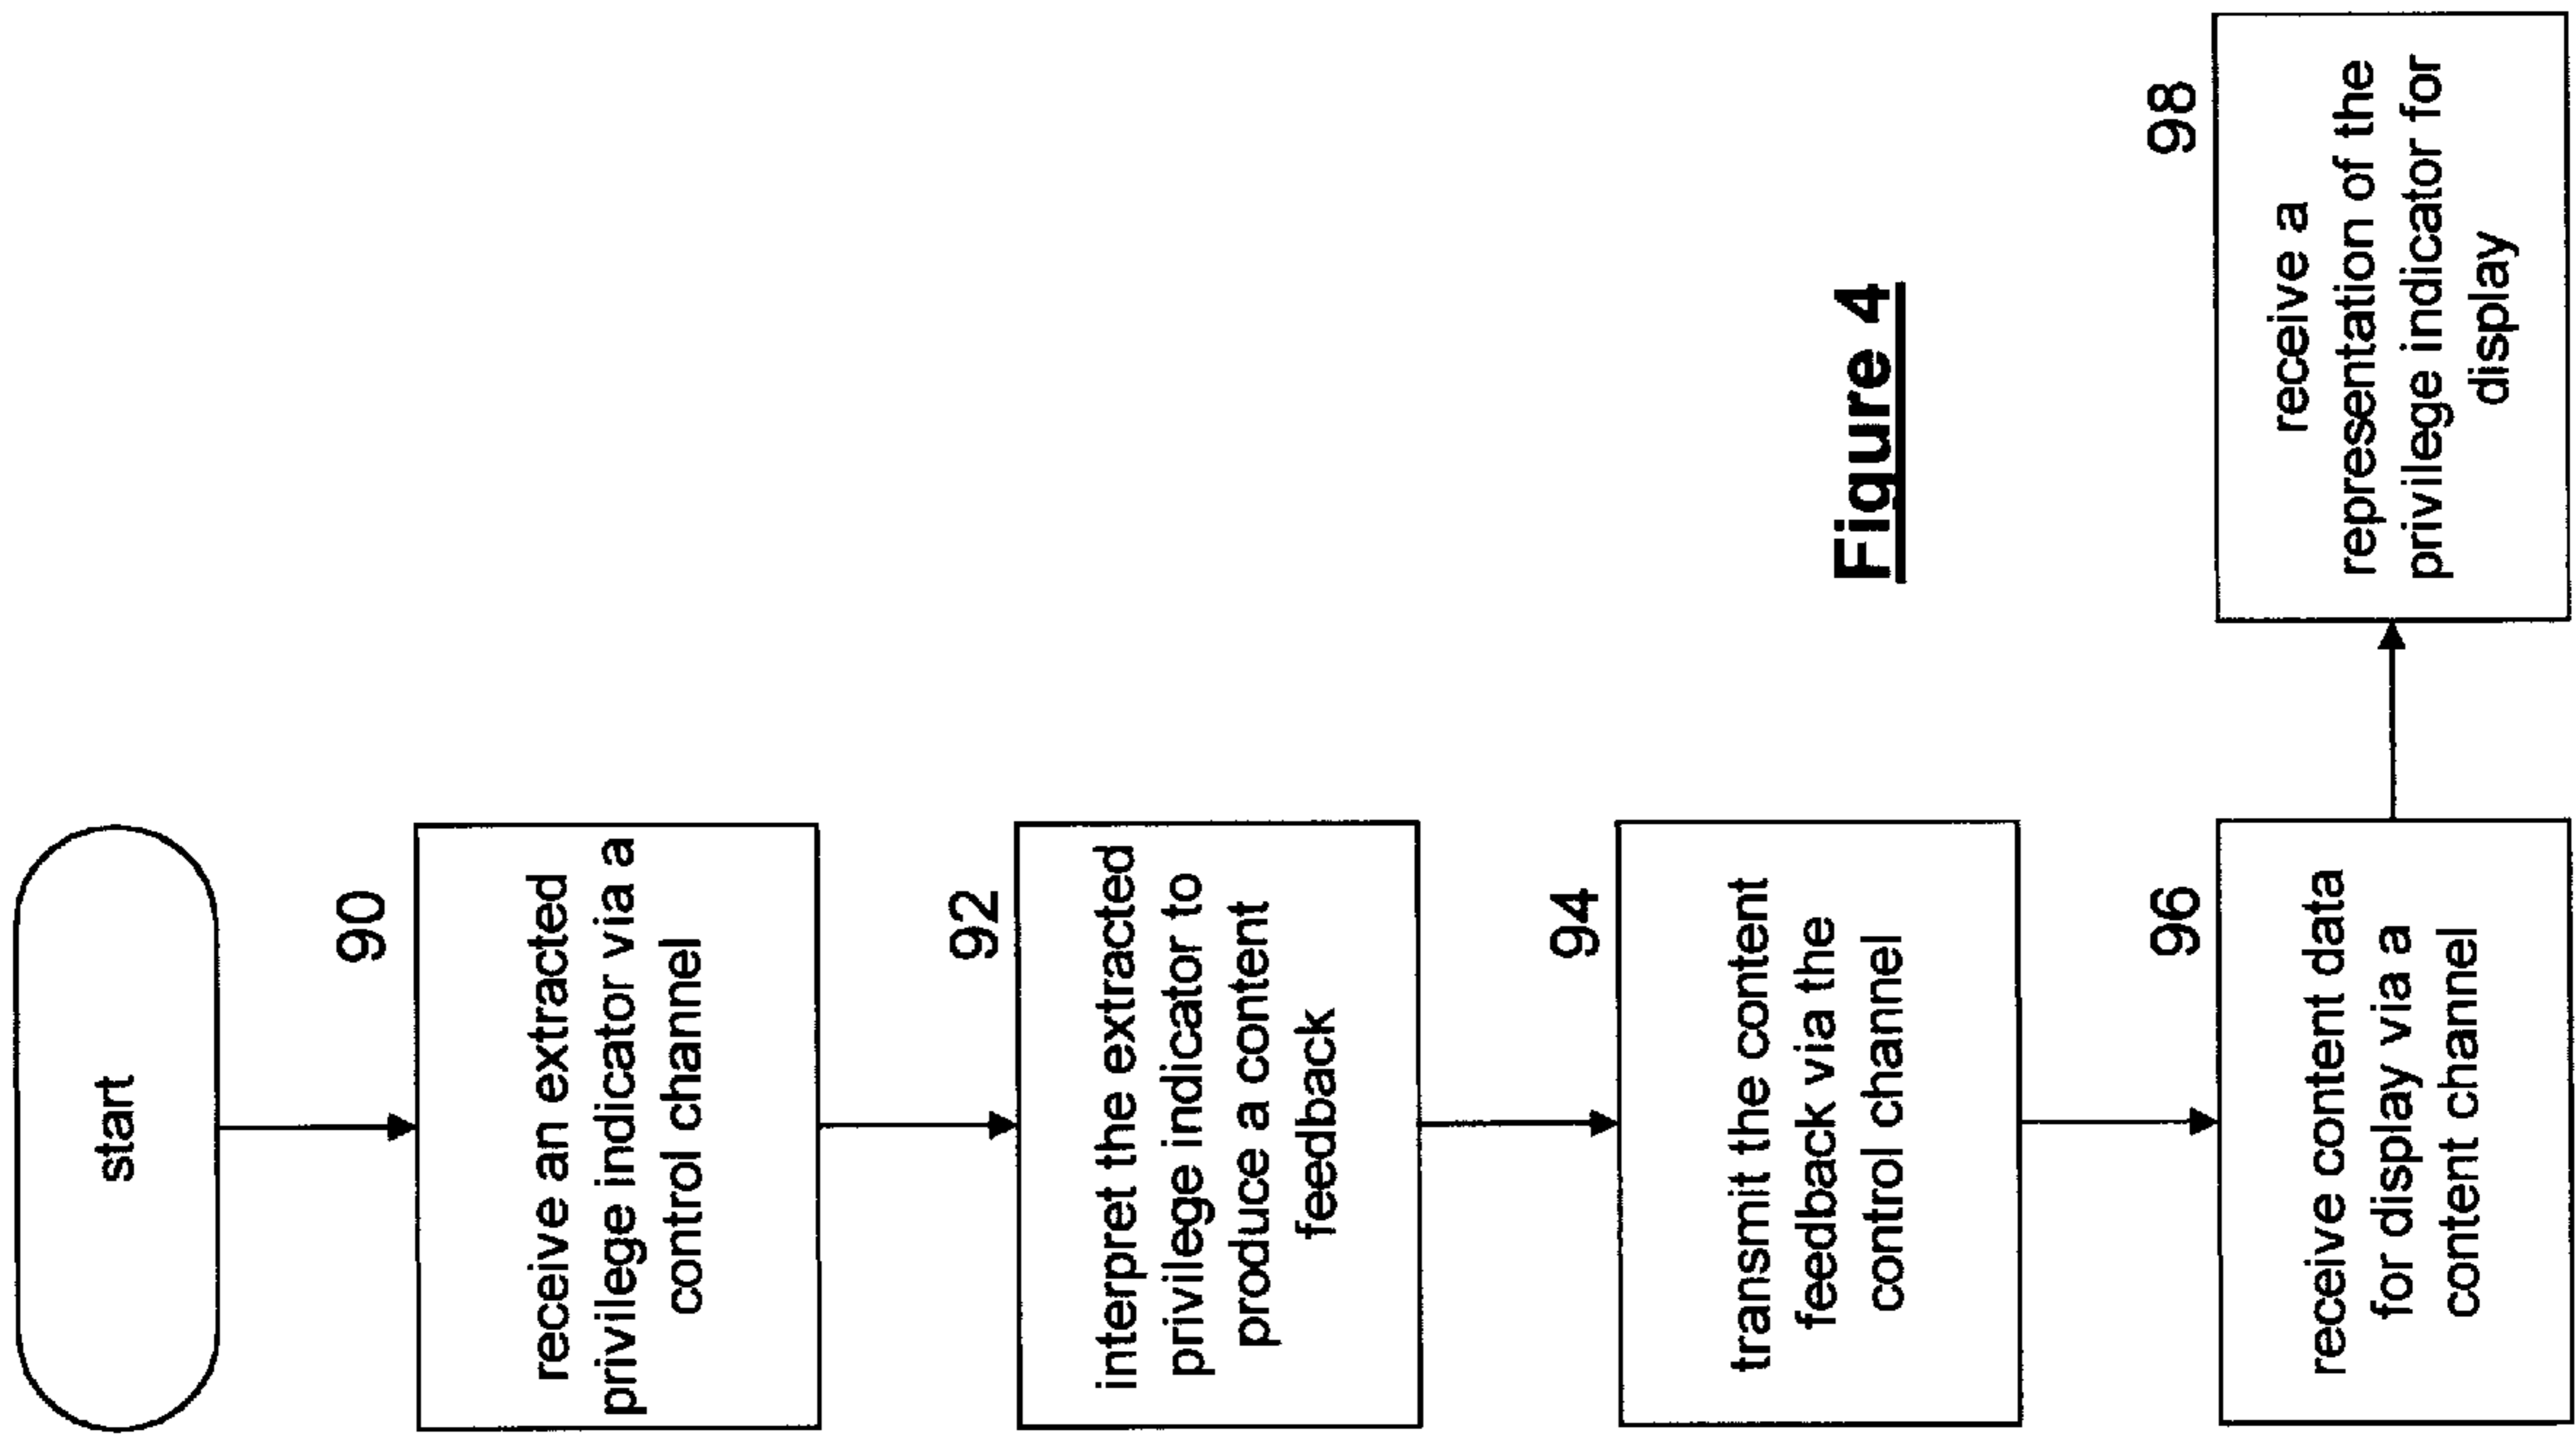 start
90
receive an extracted
privilege indicator via a
control channel
92
interpret the extracted
privilege indicator to
produce a content
feedback
94
transmit the content
feedback via the
control channel
96
receive content data
for display via a
content channel
98
receive a
representation of the
privilege indicator for
display
Figure 4